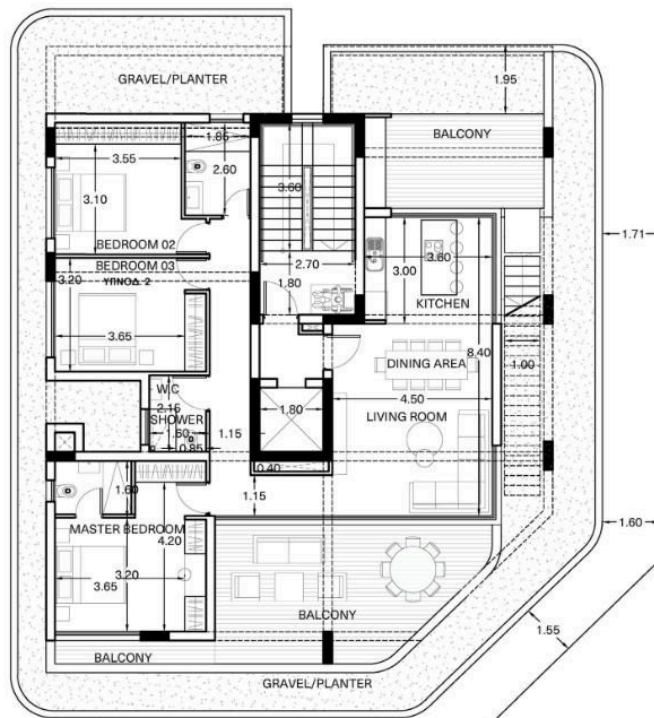 GRAVEL/PLANTER
1.95
BALCONY
1.85
2.60
3.55
3.60
3.10
1.71
BEDROOM 02
BEDROOM 03
ΥΠΝΟΔ. 2
3.20
2.70
1.80
3.00
3.60
KITCHEN
3.65
8.40
DINING AREA
1.00
W/C
2.15
SHOWER
1.60
1.15
0.85
1.80
4.50
LIVING ROOM
0.40
1.60
1.15
MASTER BEDROOM
4.20
1.60
3.20
3.65
BALCONY
1.55
BALCONY
GRAVEL/PLANTER